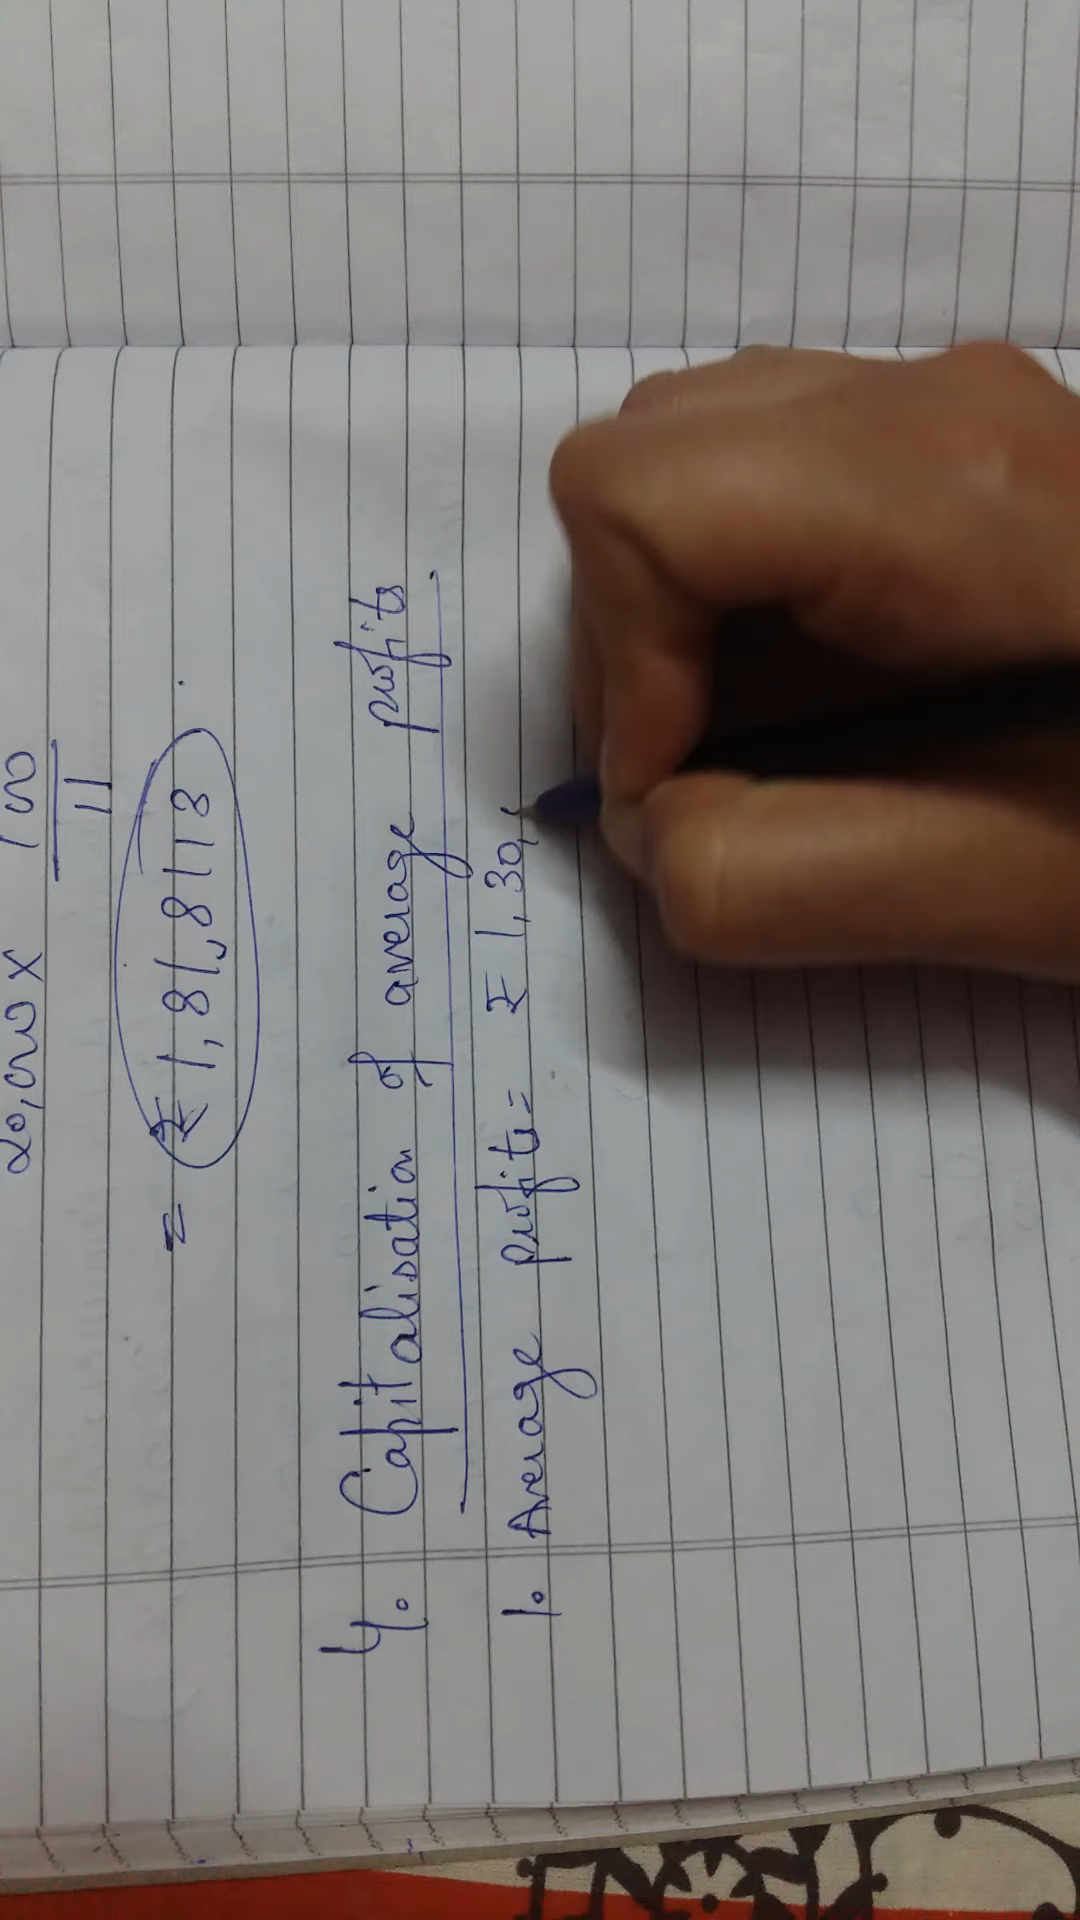 20,000 x 100
11
= ₹ 1,81,818
4. Capitalisation of average profits
1. Average profits = ₹ 1,30,